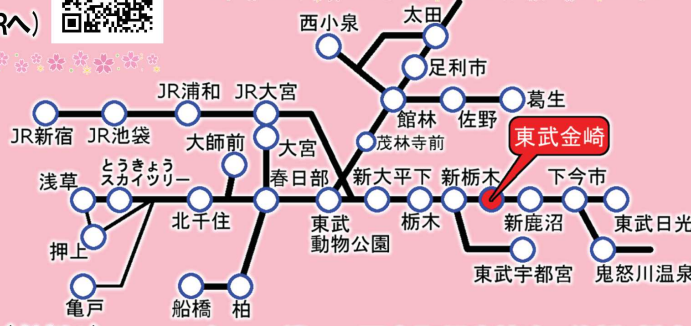 Rへ)
西小泉
太田
足利市
JR浦和
JR大宮
館林
佐野
葛生
JR新宿
JR池袋
大師前
大宮
茂林寺前
東武金崎
浅草
とうきょう
スカイツリー
春日部
新大平下
新栃木
下今市
北千住
東武
動物公園
栃木
新鹿沼
東武日光
押上
東武宇都宮
鬼怒川温泉
亀戸
船橋
柏